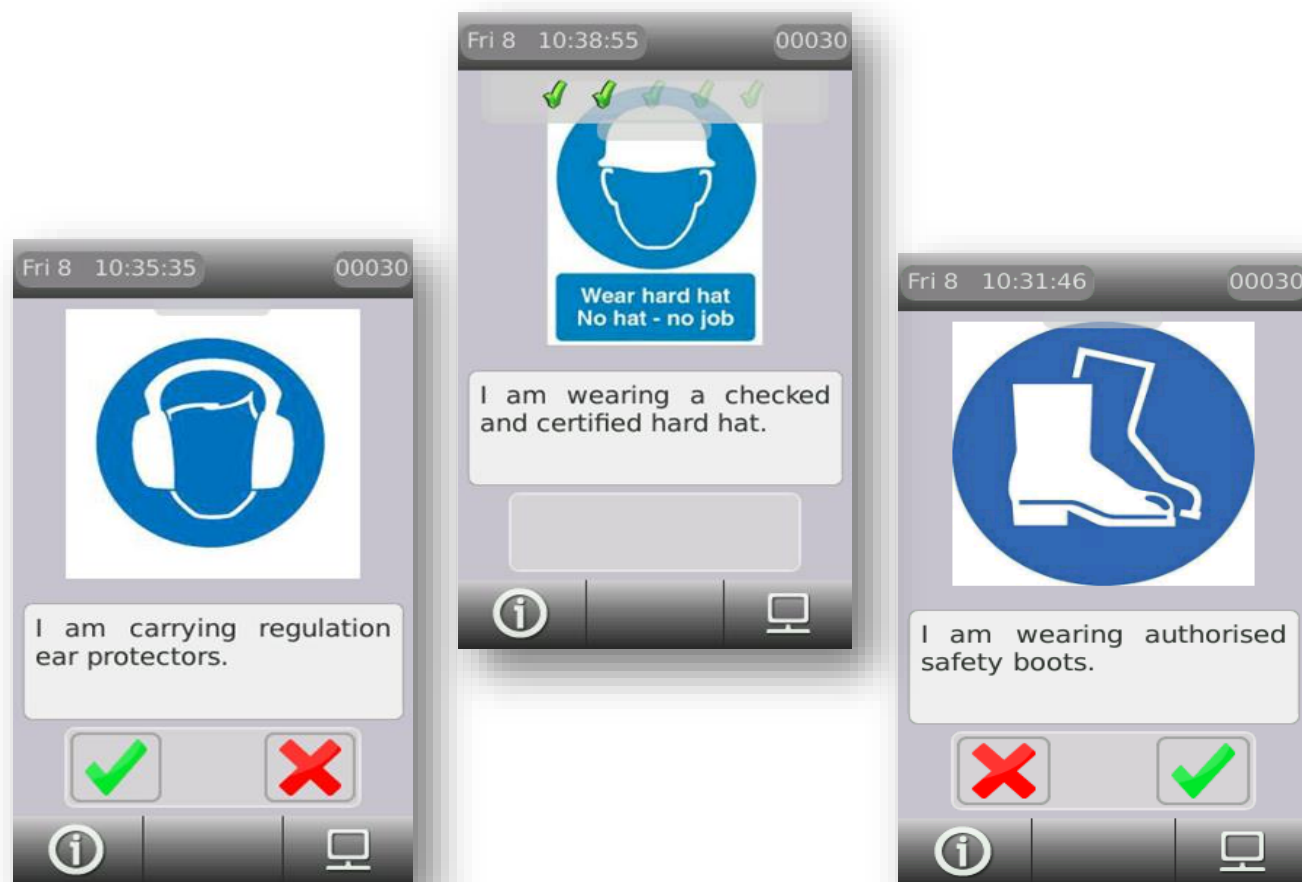 Fri 8 10:35:35 00030
I am carrying regulation
ear protectors.
Fri 8 10:38:55 00030
Wear hard hat
No hat - no job
I am wearing a checked
and certified hard hat.
Fri 8 10:31:46 00030
I am wearing authorised
safety boots.